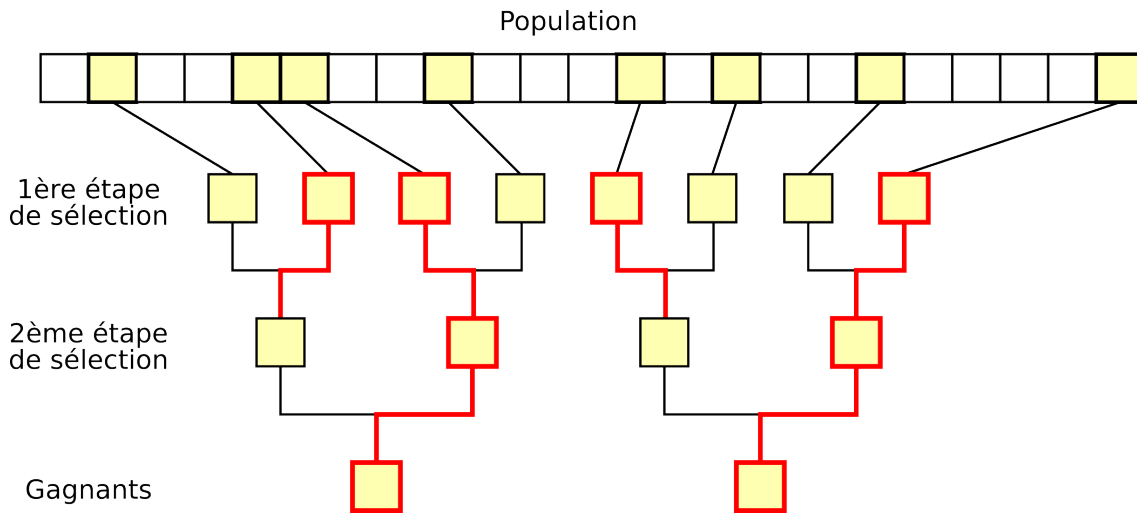 Population
1ère étape
de sélection
2ème étape
de sélection
Gagnants